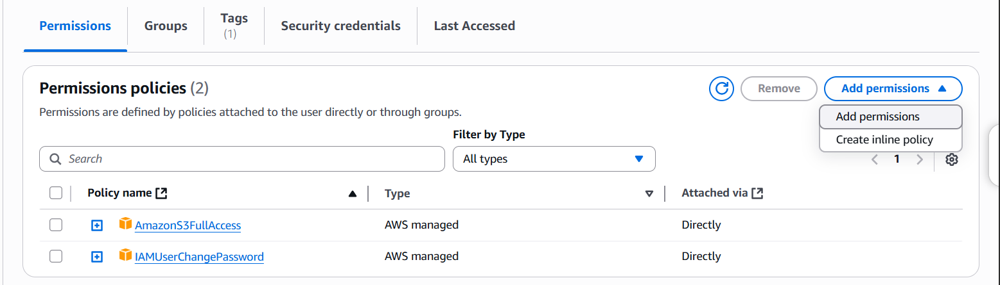 Permissions
Groups
Tags
(1)
Security credentials
Last Accessed
Permissions policies (2)
Remove
Add permissions
Permissions are defined by policies attached to the user directly or through groups.
Add permissions
Create inline policy
Filter by Type
Search
All types
1
Policy name
Type
Attached via
AmazonS3FullAccess
AWS managed
Directly
IAMUserChangePassword
AWS managed
Directly